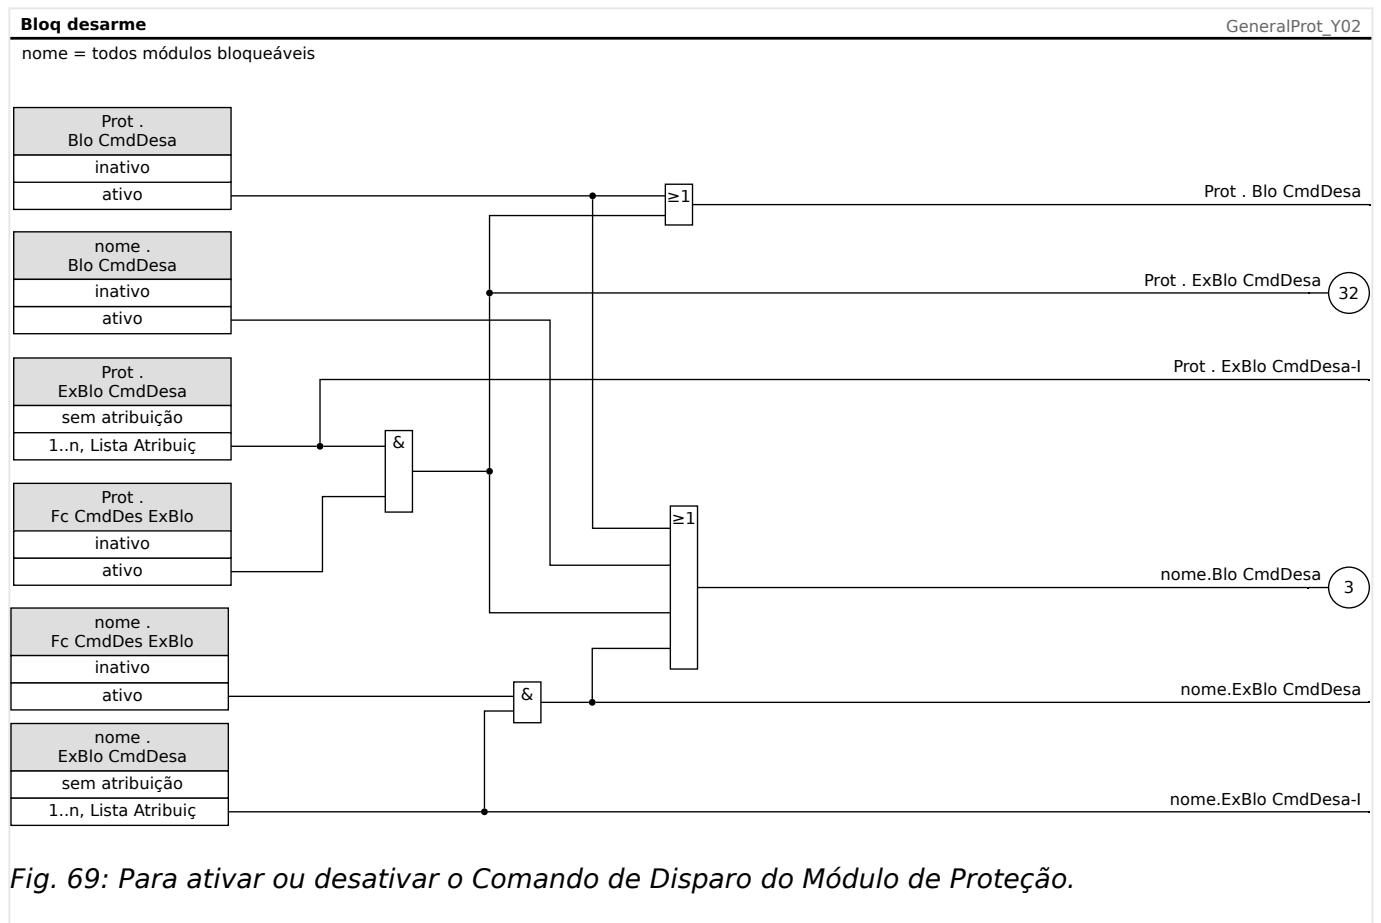 Bloq desarme
GeneralProt_Y02
nome = todos módulos bloqueáveis
Prot .
Blo CmdDesa
inativo
ativo
≥1
Prot . Blo CmdDesa
nome .
Blo CmdDesa
inativo
ativo
Prot . ExBlo CmdDesa
32
Prot .
ExBlo CmdDesa
sem atribuição
1..n, Lista Atribuiç
Prot . ExBlo CmdDesa-I
&
Prot .
Fc CmdDes ExBlo
inativo
ativo
≥1
nome.Blo CmdDesa
3
nome .
Fc CmdDes ExBlo
inativo
ativo
&
nome.ExBlo CmdDesa
nome .
ExBlo CmdDesa
sem atribuição
1..n, Lista Atribuiç
nome.ExBlo CmdDesa-I
Fig. 69: Para ativar ou desativar o Comando de Disparo do Módulo de Proteção.